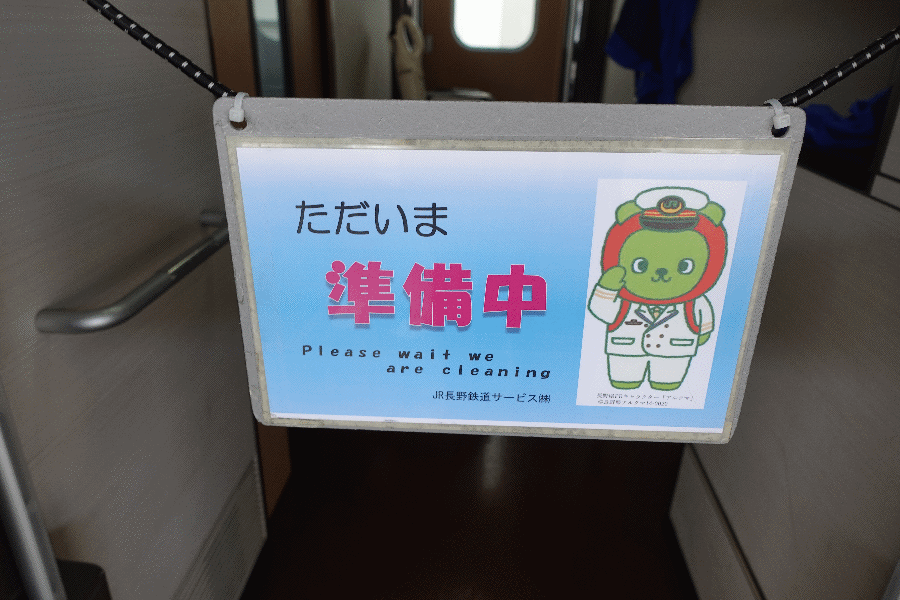 ただいま
準備中
Please wait we
are cleaning
JR長野鉄道サービス㈱